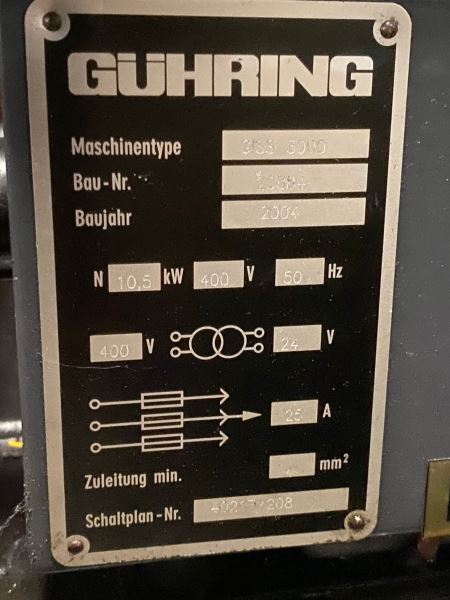 GÜHRING
Maschinentype
Bau-Nr.
Baujahr 2004
N 10,5 kW 400 V 50 Hz
400 V 24 V
25 A
Zuleitung min. mm²
Schaltplan-Nr.